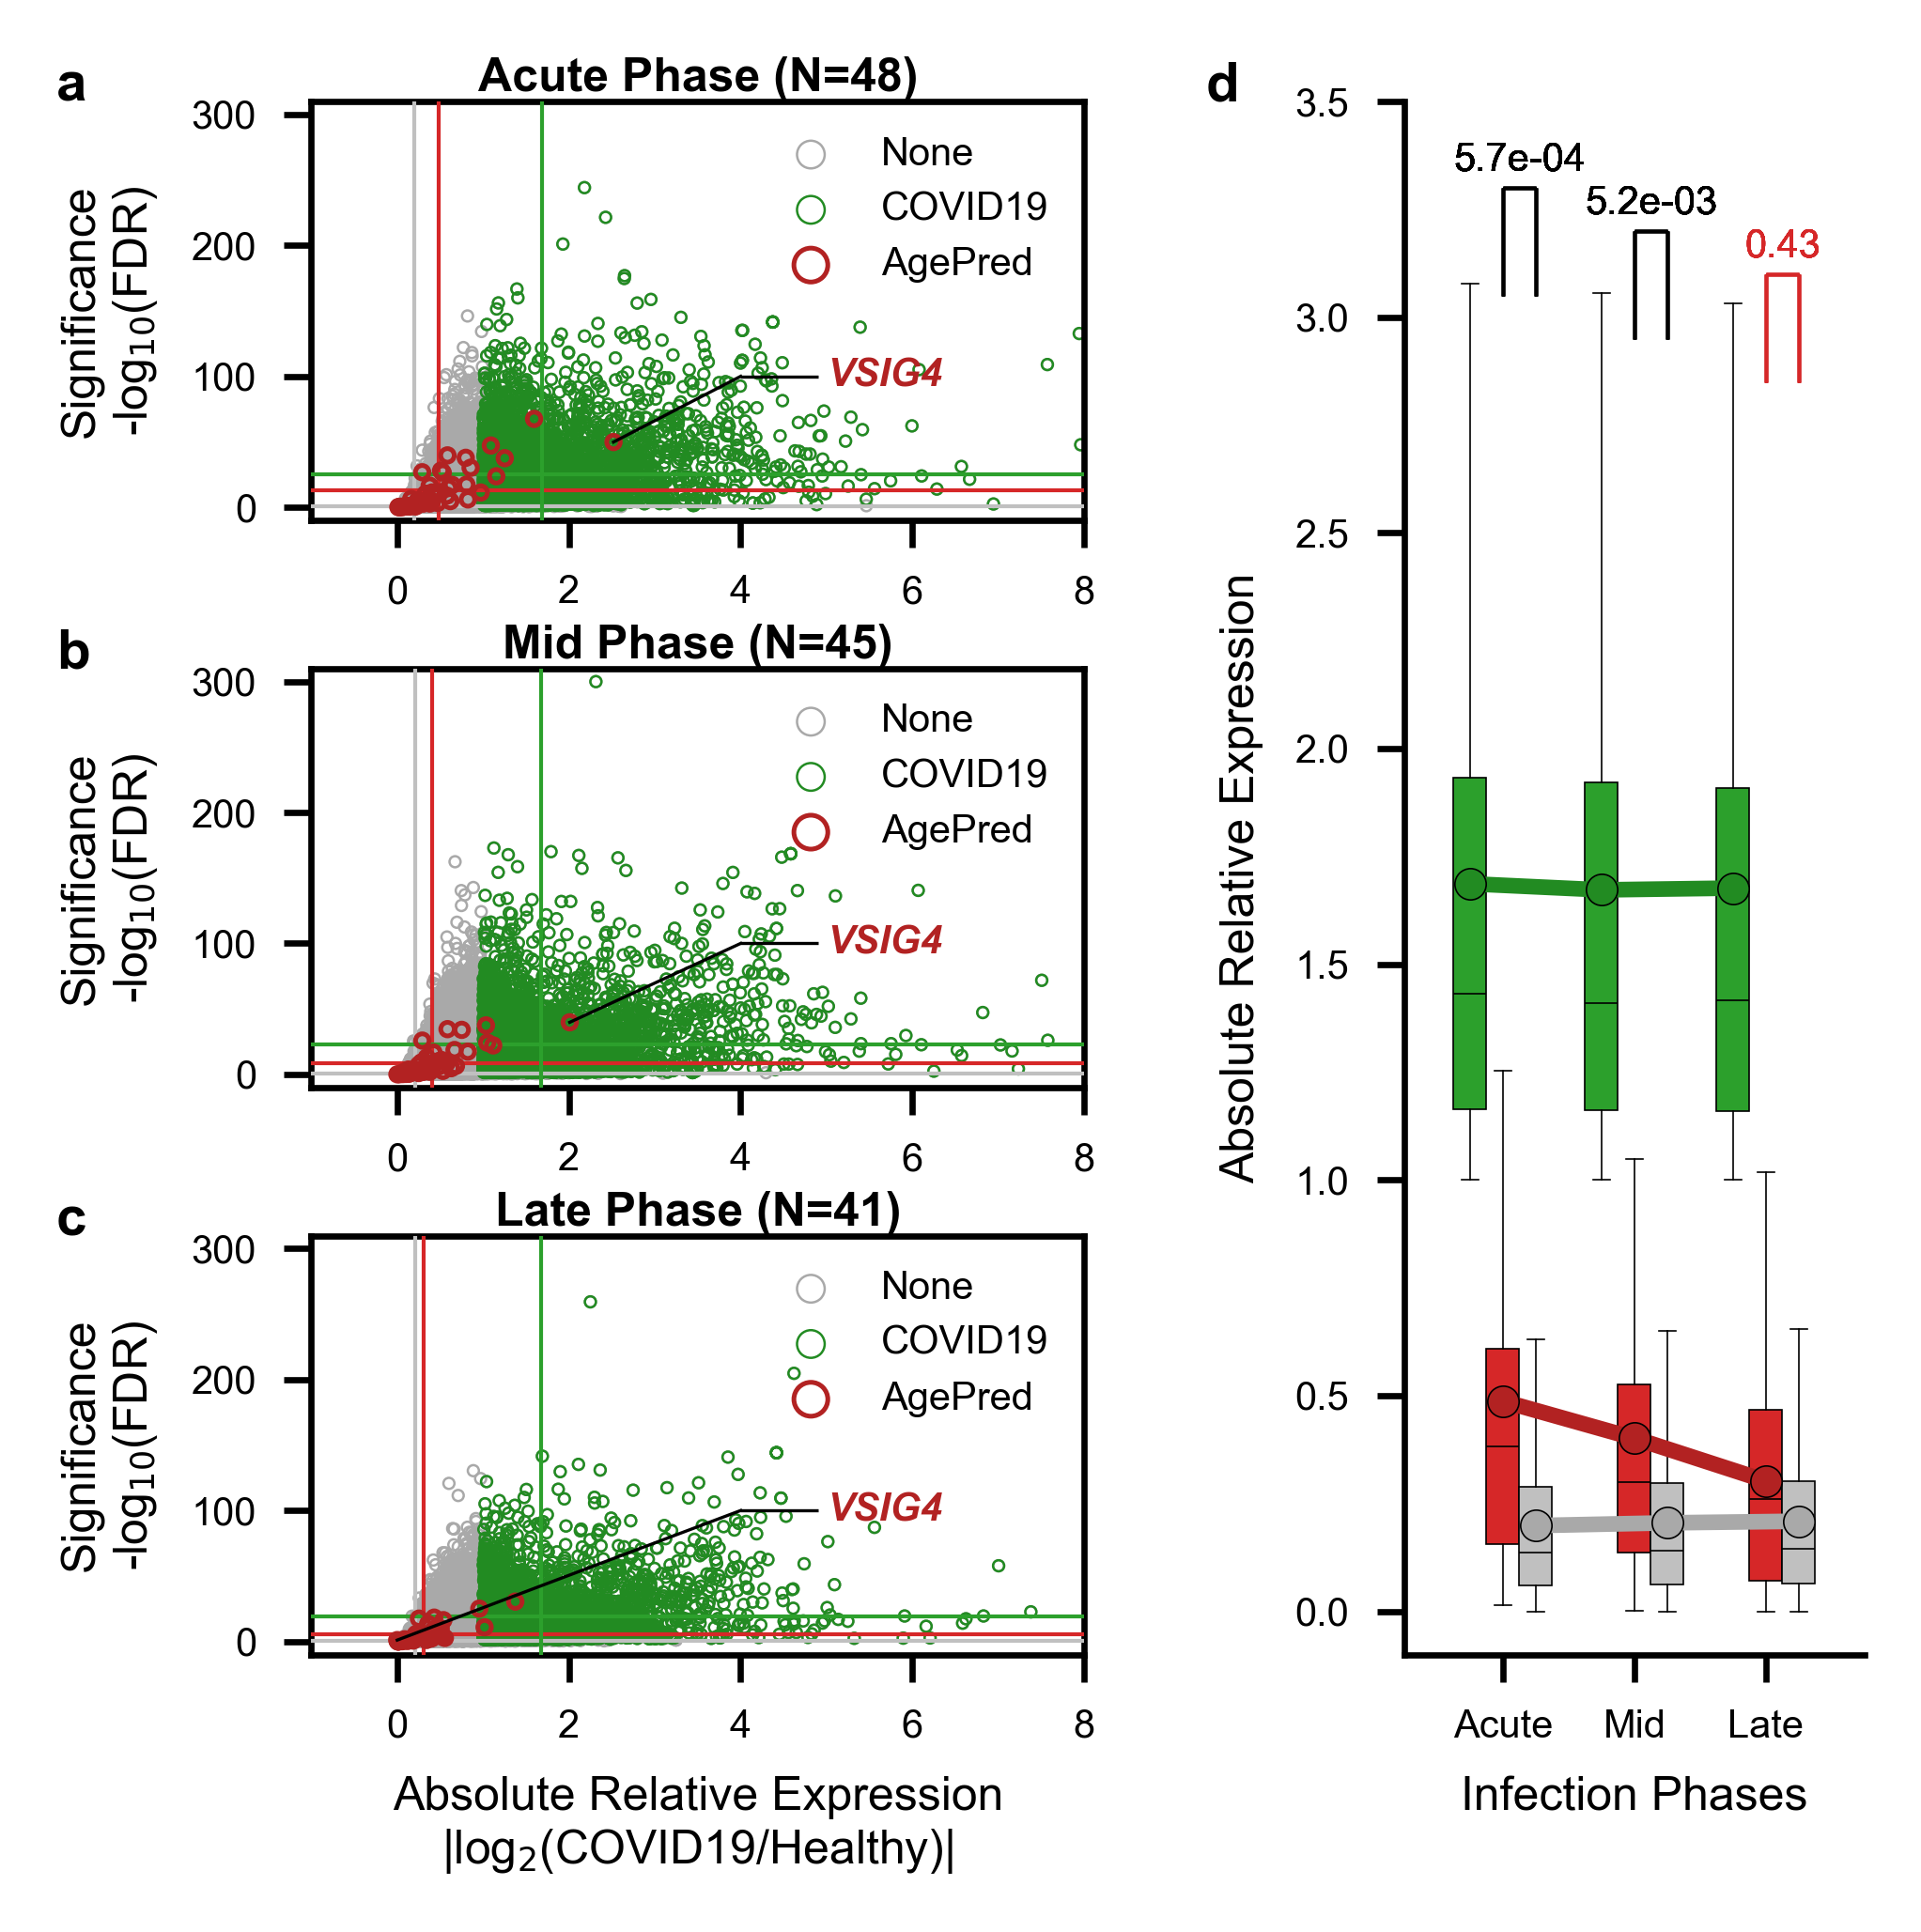 a
Acute Phase (N=48)
Significance
-log₁₀(FDR)
300
200
100
0
None
COVID19
AgePred
VSIG4
0 2 4 6 8
b
Mid Phase (N=45)
Significance
-log₁₀(FDR)
300
200
100
0
None
COVID19
AgePred
VSIG4
0 2 4 6 8
c
Late Phase (N=41)
Significance
-log₁₀(FDR)
300
200
100
0
None
COVID19
AgePred
VSIG4
0 2 4 6 8
Absolute Relative Expression
|log₂(COVID19/Healthy)|
d
Absolute Relative Expression
3.5
3.0
2.5
2.0
1.5
1.0
0.5
0.0
5.7e-04
5.2e-03
0.43
Acute Mid Late
Infection Phases